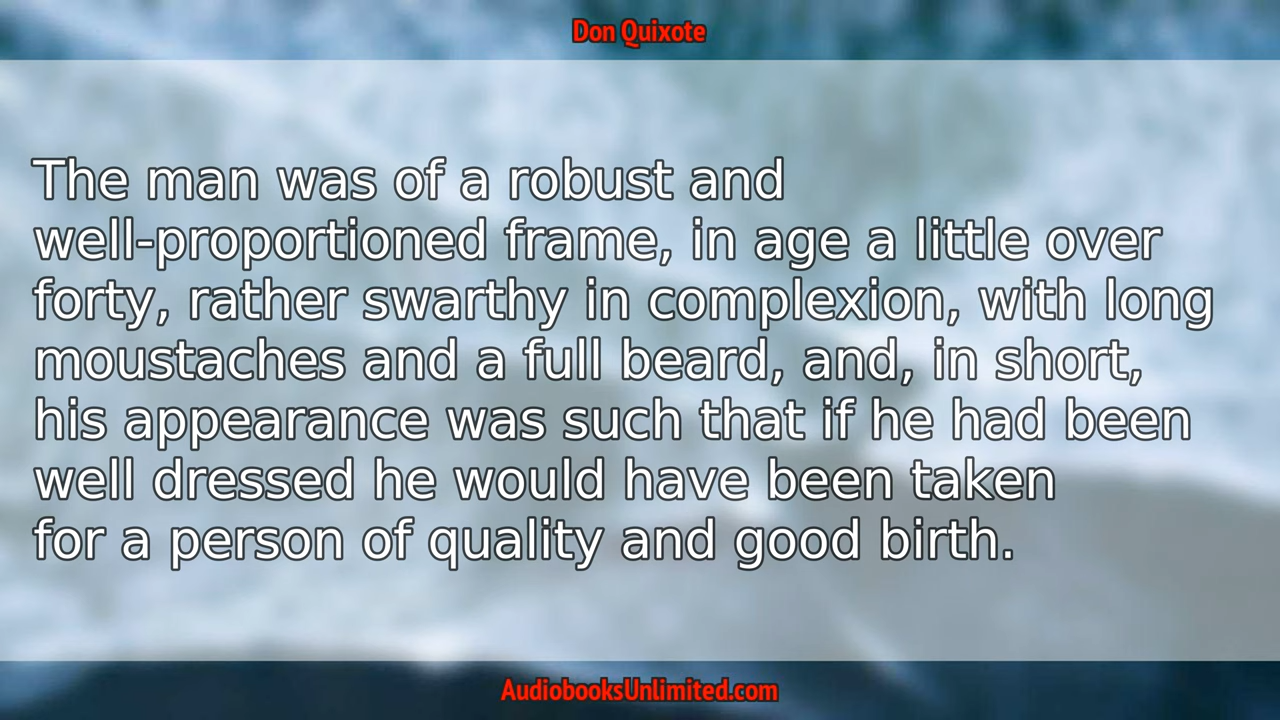 Don Quixote
The man was of a robust and
well-proportioned frame, in age a little over
forty, rather swarthy in complexion, with long
moustaches and a full beard, and, in short,
his appearance was such that if he had been
well dressed he would have been taken
for a person of quality and good birth.
AudiobooksUnlimited.com